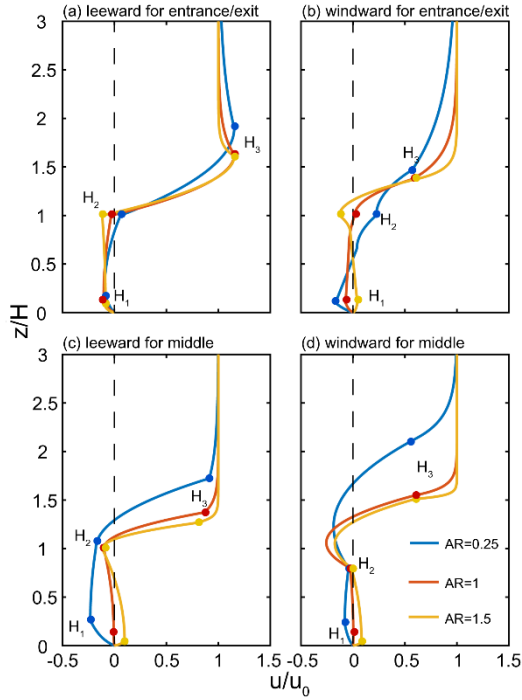 (a) leeward for entrance/exit
(b) windward for entrance/exit
3
2.5
2
1.5
1
0.5
0
H3
H2
H1
H3
H2
H1
z/H
(c) leeward for middle
(d) windward for middle
3
2.5
2
1.5
1
0.5
0
H3
H2
H1
H3
H2
H1
AR=0.25
AR=1
AR=1.5
-0.5 0 0.5 1 1.5
-0.5 0 0.5 1 1.5
u/u0